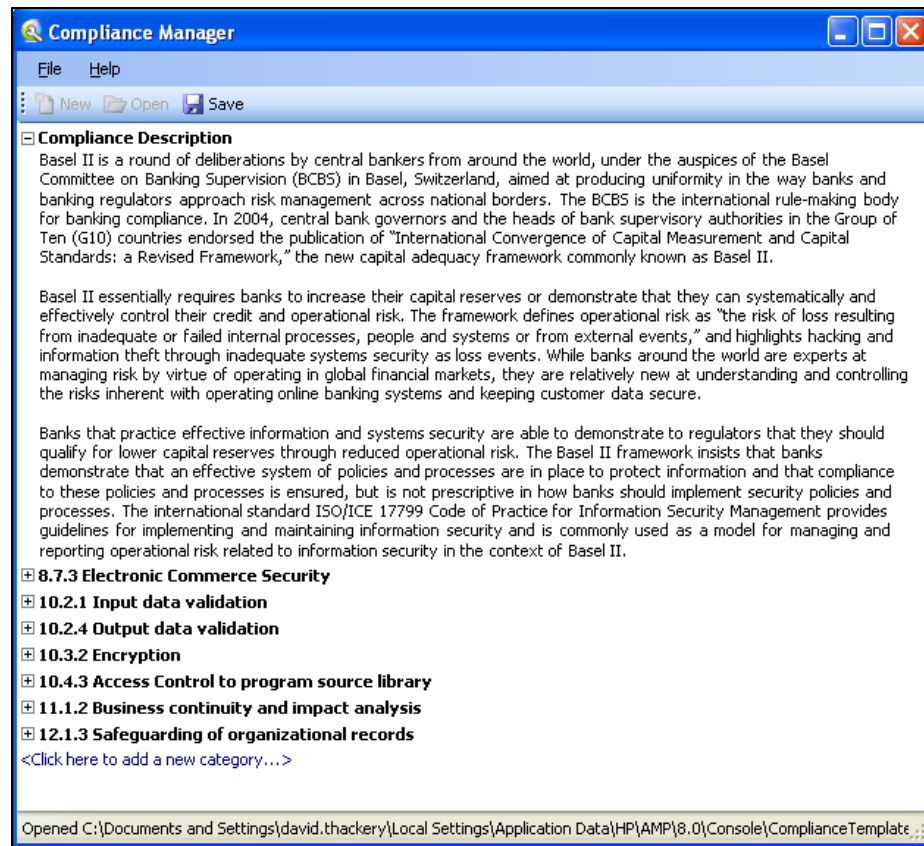 Compliance Manager
File Help
New Open Save
Compliance Description
Basel II is a round of deliberations by central bankers from around the world, under the auspices of the Basel
Committee on Banking Supervision (BCBS) in Basel, Switzerland, aimed at producing uniformity in the way banks and
banking regulators approach risk management across national borders. The BCBS is the international rule-making body
for banking compliance. In 2004, central bank governors and the heads of bank supervisory authorities in the Group of
Ten (G10) countries endorsed the publication of "International Convergence of Capital Measurement and Capital
Standards: a Revised Framework," the new capital adequacy framework commonly known as Basel II.
Basel II essentially requires banks to increase their capital reserves or demonstrate that they can systematically and
effectively control their credit and operational risk. The framework defines operational risk as "the risk of loss resulting
from inadequate or failed internal processes, people and systems or from external events," and highlights hacking and
information theft through inadequate systems security as loss events. While banks around the world are experts at
managing risk by virtue of operating in global financial markets, they are relatively new at understanding and controlling
the risks inherent with operating online banking systems and keeping customer data secure.
Banks that practice effective information and systems security are able to demonstrate to regulators that they should
qualify for lower capital reserves through reduced operational risk. The Basel II framework insists that banks
demonstrate that an effective system of policies and processes are in place to protect information and that compliance
to these policies and processes is ensured, but is not prescriptive in how banks should implement security policies and
processes. The international standard ISO/ICE 17799 Code of Practice for Information Security Management provides
guidelines for implementing and maintaining information security and is commonly used as a model for managing and
reporting operational risk related to information security in the context of Basel II.
8.7.3 Electronic Commerce Security
10.2.1 Input data validation
10.2.4 Output data validation
10.3.2 Encryption
10.4.3 Access Control to program source library
11.1.2 Business continuity and impact analysis
12.1.3 Safeguarding of organizational records
<Click here to add a new category...>
Opened C:\Documents and Settings\david.thackery\Local Settings\Application Data\HP\AMP\8.0\Console\ComplianceTemplate